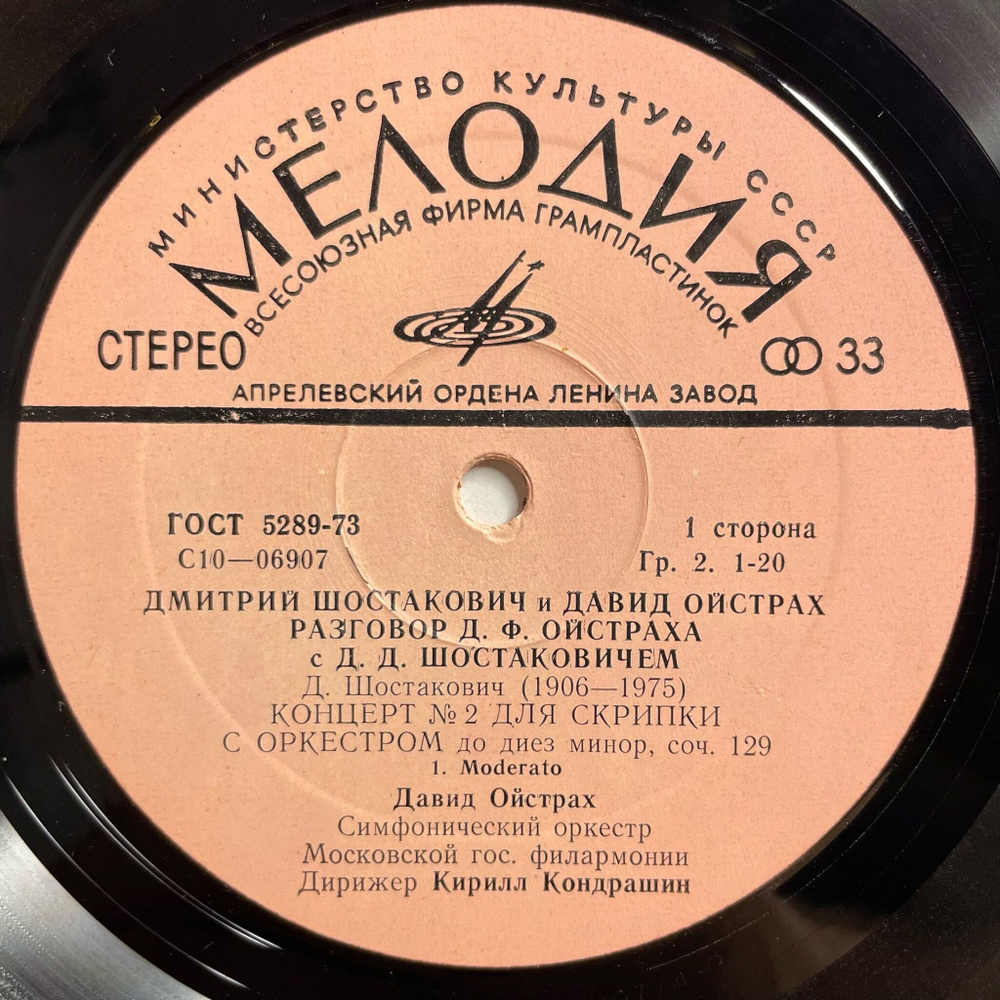 МИНИСТЕРСТВО КУЛЬТУРЫ СССР
МЕЛОДИЯ
ВСЕСОЮЗНАЯ ФИРМА ГРАМПЛАСТИНОК
СТЕРЕО
33
АПРЕЛЕВСКИЙ ОРДЕНА ЛЕНИНА ЗАВОД
ГОСТ 5289-73
1 сторона
С10—06907
Гр. 2. 1-20
ДМИТРИЙ ШОСТАКОВИЧ и ДАВИД ОЙСТРАХ
РАЗГОВОР Д. Ф. ОЙСТРАХА
с Д. Д. ШОСТАКОВИЧЕМ
Д. Шостакович (1906—1975)
КОНЦЕРТ № 2 ДЛЯ СКРИПКИ
С ОРКЕСТРОМ до диез минор, соч. 129
1. Moderato
Давид Ойстрах
Симфонический оркестр
Московской гос. филармонии
Дирижер Кирилл Кондрашин